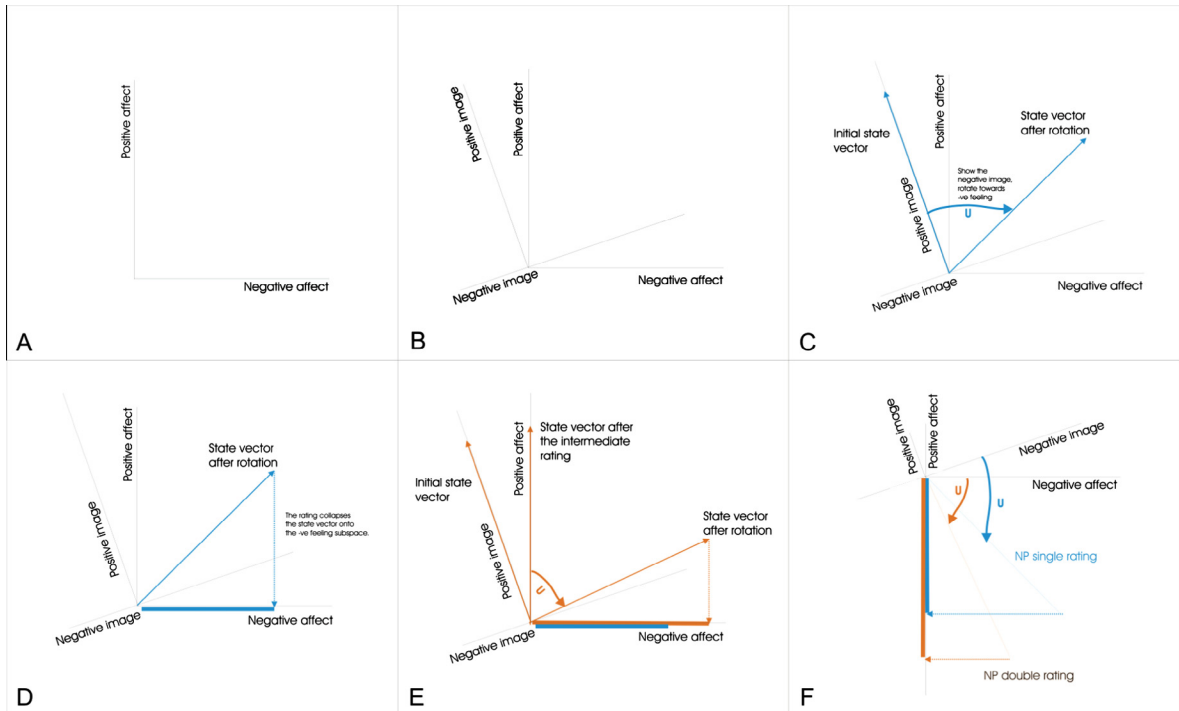 Positive affect
Negative affect
A
Positive image
Positive affect
Negative image
Negative affect
B
Initial state
vector
Positive affect
State vector
after rotation
Show the
negative image,
rotate towards
-ve feeling
U
Positive image
Negative image
Negative affect
C
Positive affect
State vector
after rotation
Positive image
The rating collapses
the state vector onto
the -ve feeling subspace.
Negative image
Negative affect
D
State vector after
the intermediate
rating
Positive affect
Initial state
vector
State vector
after rotation
Positive image
U
Negative image
Negative affect
E
Positive image
Positive affect
Negative image
Negative affect
U
U
NP single rating
NP double rating
F